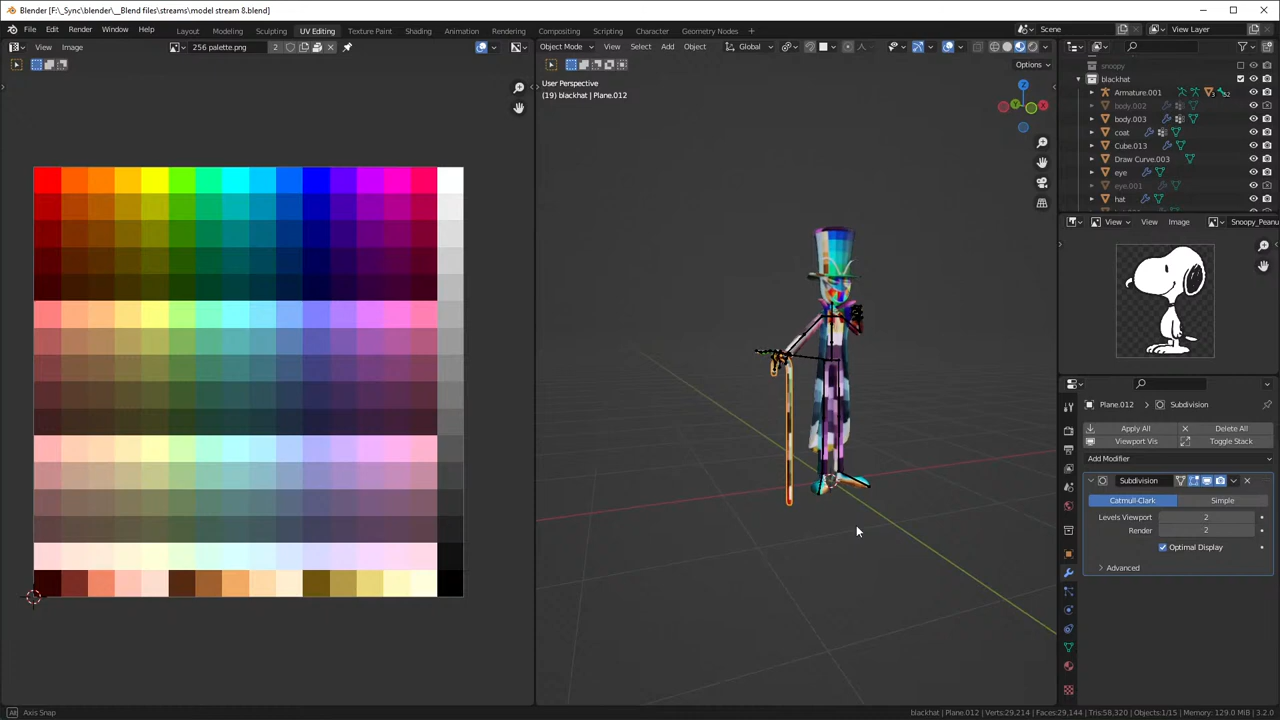 Blender [F:\_Sync\blender\__Blend files\streams\model stream 8.blend]
File Edit Render Window Help Layout Modeling Sculpting UV Editing Texture Paint Shading Animation Rendering Compositing Scripting Character Geometry Nodes + Scene View Layer
View Image 256 palette.png 2 Object Mode View Select Add Object Global
Options
User Perspective
(19) blackhat | Plane.012
snoopy
blackhat
Armature.001
body.002
body.003
coat
Cube.013
Draw Curve.003
eye
eye.001
hat
View View Image Snoopy_Peanu
Plane.012 > Subdivision
Apply All Delete All
Viewport Vis Toggle Stack
Add Modifier
Subdivision
Catmull-Clark Simple
Levels Viewport 2
Render 2
Optimal Display
Advanced
Axis Snap
blackhat | Plane.012 Verts:29,214 Faces:29,144 Tris:58,320 Objects:1/15 Memory: 129.0 MiB 3.2.0